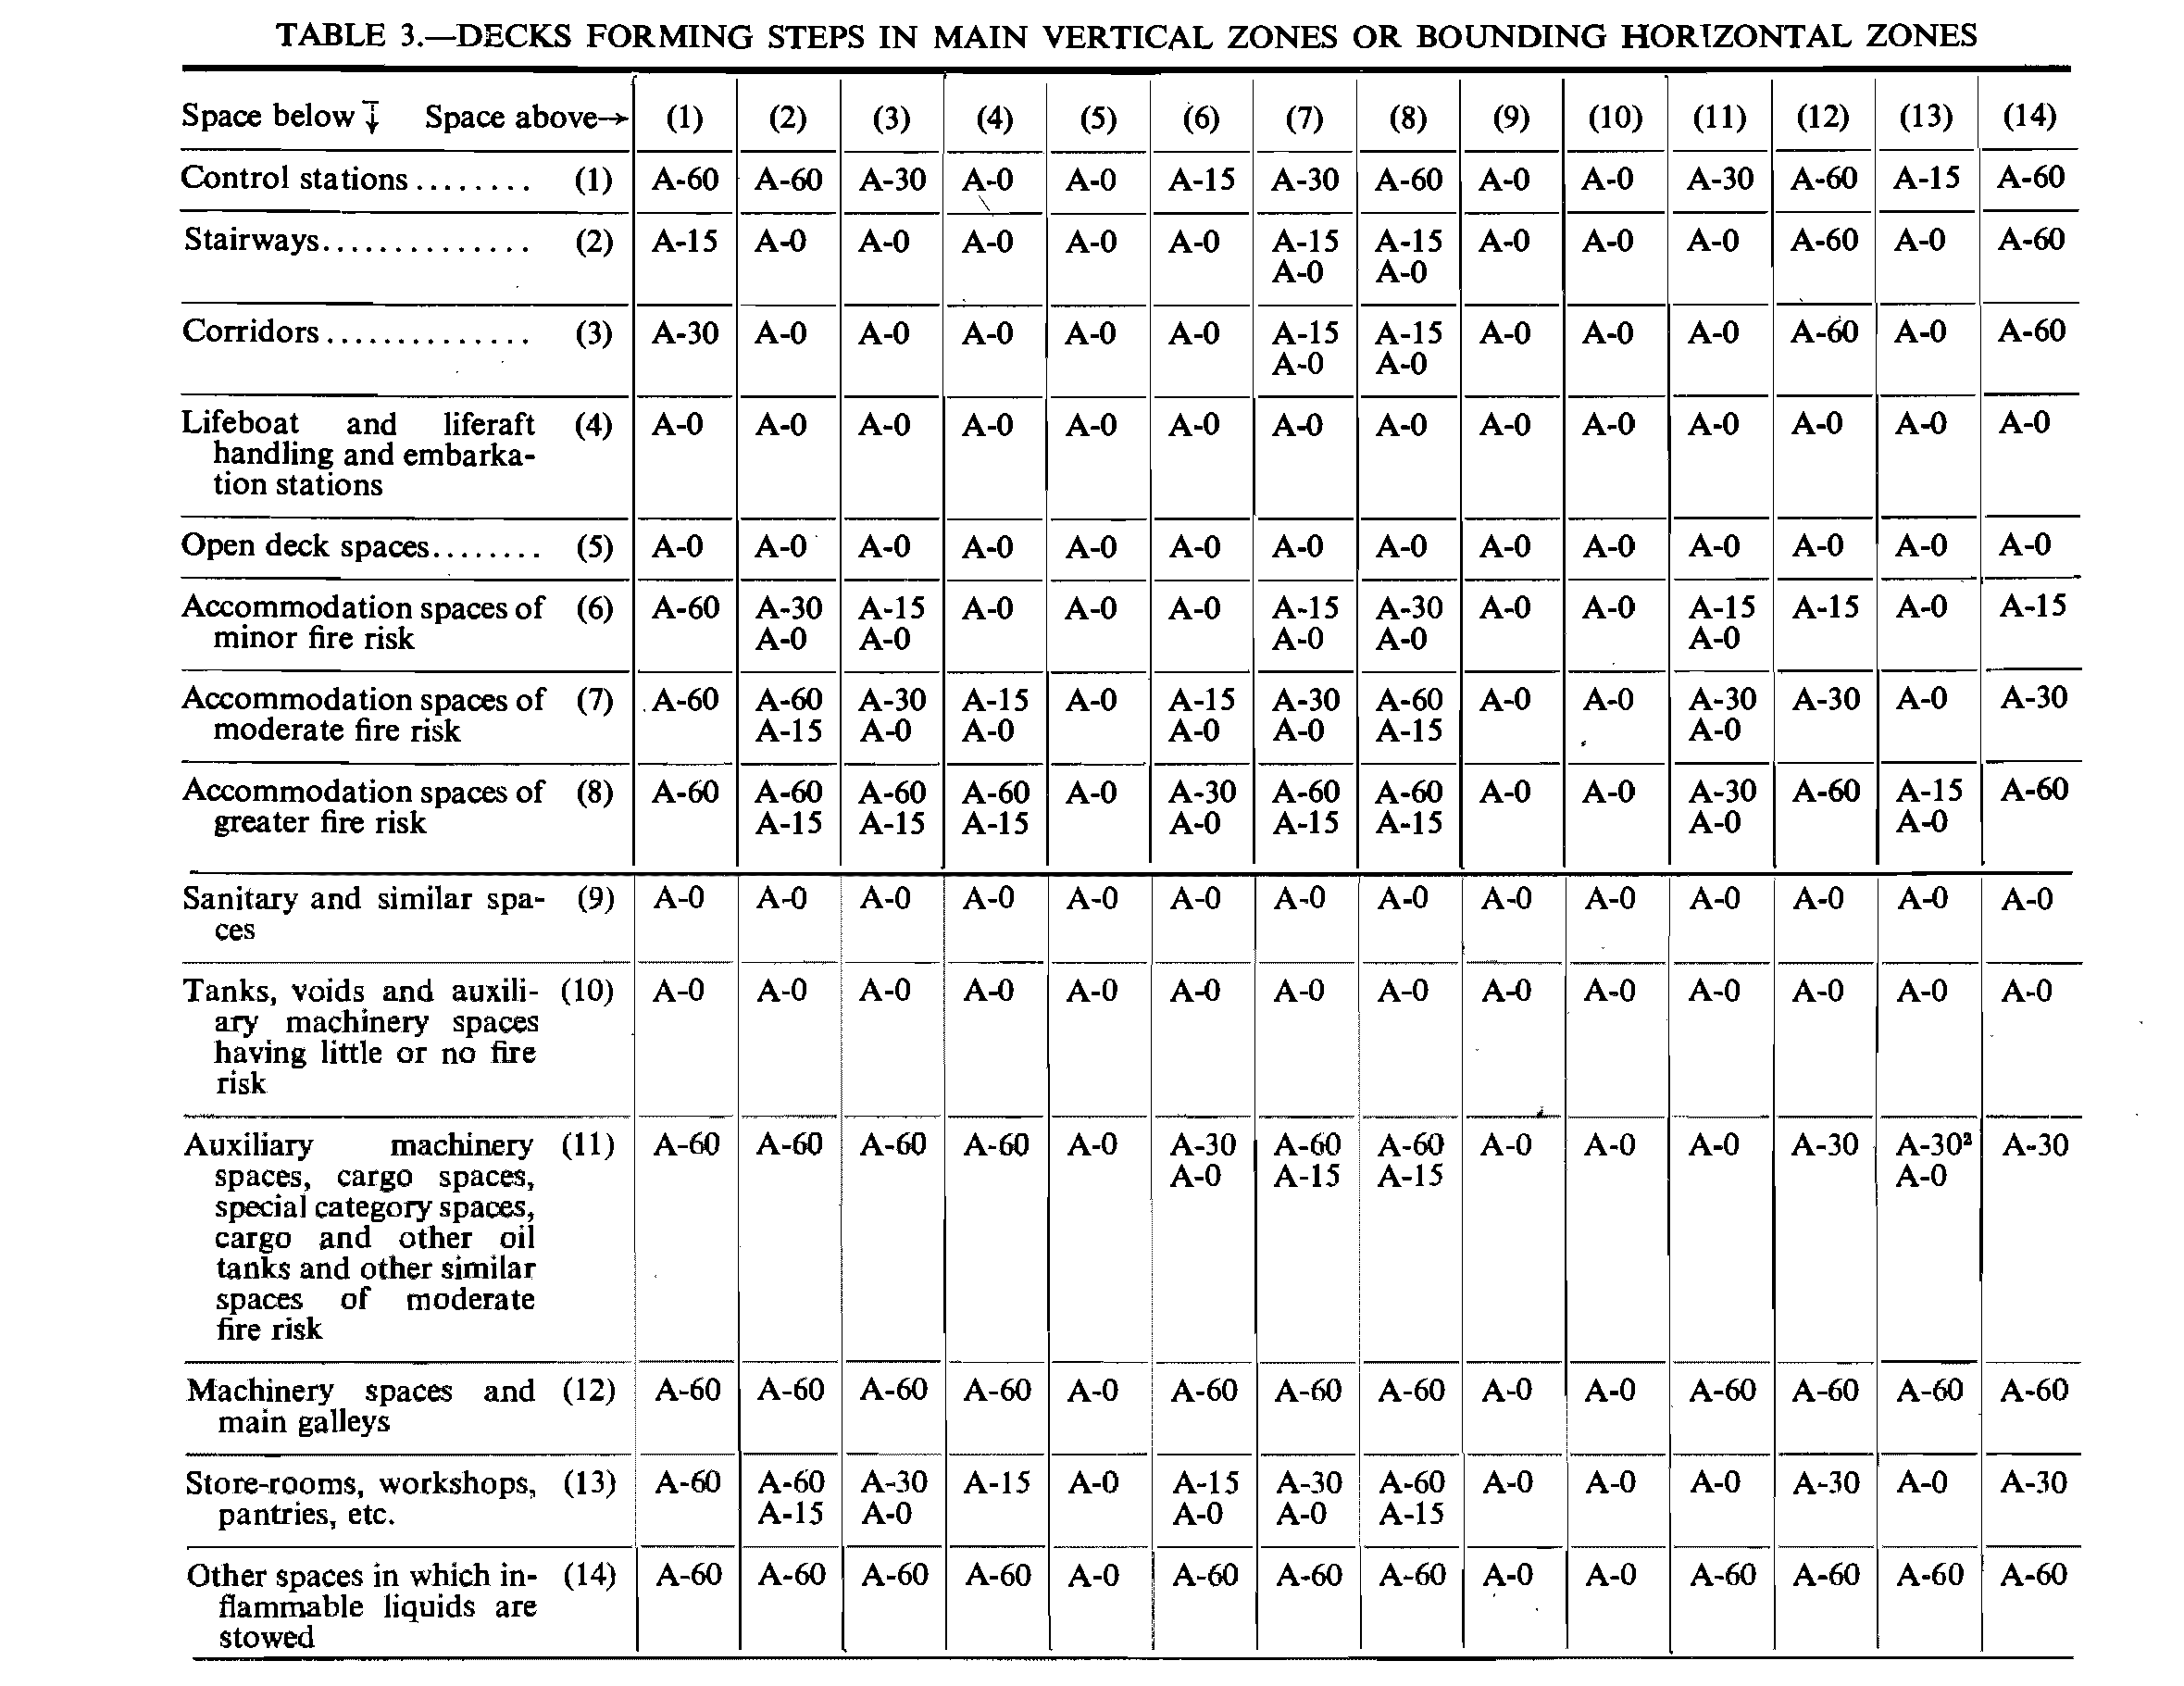 TABLE 3.—DECKS FORMING STEPS IN MAIN VERTICAL ZONES OR BOUNDING HORIZONTAL ZONES
Space below ↓ Space above→ (1) (2) (3) (4) (5) (6) (7) (8) (9) (10) (11) (12) (13) (14)
Control stations ........ (1) A-60 A-60 A-30 A-0 A-0 A-15 A-30 A-60 A-0 A-0 A-30 A-60 A-15 A-60
Stairways.............. (2) A-15 A-0 A-0 A-0 A-0 A-0 A-15 A-15 A-0 A-0 A-0 A-60 A-0 A-60
A-0 A-0
Corridors.............. (3) A-30 A-0 A-0 A-0 A-0 A-0 A-15 A-15 A-0 A-0 A-0 A-60 A-0 A-60
A-0 A-0
Lifeboat and liferaft (4) A-0 A-0 A-0 A-0 A-0 A-0 A-0 A-0 A-0 A-0 A-0 A-0 A-0 A-0
handling and embarka-
tion stations
Open deck spaces........ (5) A-0 A-0 A-0 A-0 A-0 A-0 A-0 A-0 A-0 A-0 A-0 A-0 A-0 A-0
Accommodation spaces of (6) A-60 A-30 A-15 A-0 A-0 A-0 A-15 A-30 A-0 A-0 A-15 A-15 A-0 A-15
minor fire risk A-0 A-0 A-0 A-0 A-0
Accommodation spaces of (7) A-60 A-60 A-30 A-15 A-0 A-15 A-30 A-60 A-0 A-0 A-30 A-30 A-0 A-30
moderate fire risk A-15 A-0 A-0 A-0 A-0 A-15 A-0
Accommodation spaces of (8) A-60 A-60 A-60 A-60 A-0 A-30 A-60 A-60 A-0 A-0 A-30 A-60 A-15 A-60
greater fire risk A-15 A-15 A-15 A-0 A-15 A-15 A-0 A-0
Sanitary and similar spa- (9) A-0 A-0 A-0 A-0 A-0 A-0 A-0 A-0 A-0 A-0 A-0 A-0 A-0 A-0
ces
Tanks, voids and auxili- (10) A-0 A-0 A-0 A-0 A-0 A-0 A-0 A-0 A-0 A-0 A-0 A-0 A-0 A-0
ary machinery spaces
having little or no fire
risk
Auxiliary machinery (11) A-60 A-60 A-60 A-60 A-0 A-30 A-60 A-60 A-0 A-0 A-0 A-30 A-30² A-30
spaces, cargo spaces, A-0 A-15 A-15 A-0
special category spaces,
cargo and other oil
tanks and other similar
spaces of moderate
fire risk
Machinery spaces and (12) A-60 A-60 A-60 A-60 A-0 A-60 A-60 A-60 A-0 A-0 A-60 A-60 A-60 A-60
main galleys
Store-rooms, workshops, (13) A-60 A-60 A-30 A-15 A-0 A-15 A-30 A-60 A-0 A-0 A-0 A-30 A-0 A-30
pantries, etc. A-15 A-0 A-0 A-0 A-15
Other spaces in which in- (14) A-60 A-60 A-60 A-60 A-0 A-60 A-60 A-60 A-0 A-0 A-60 A-60 A-60 A-60
flammable liquids are
stowed